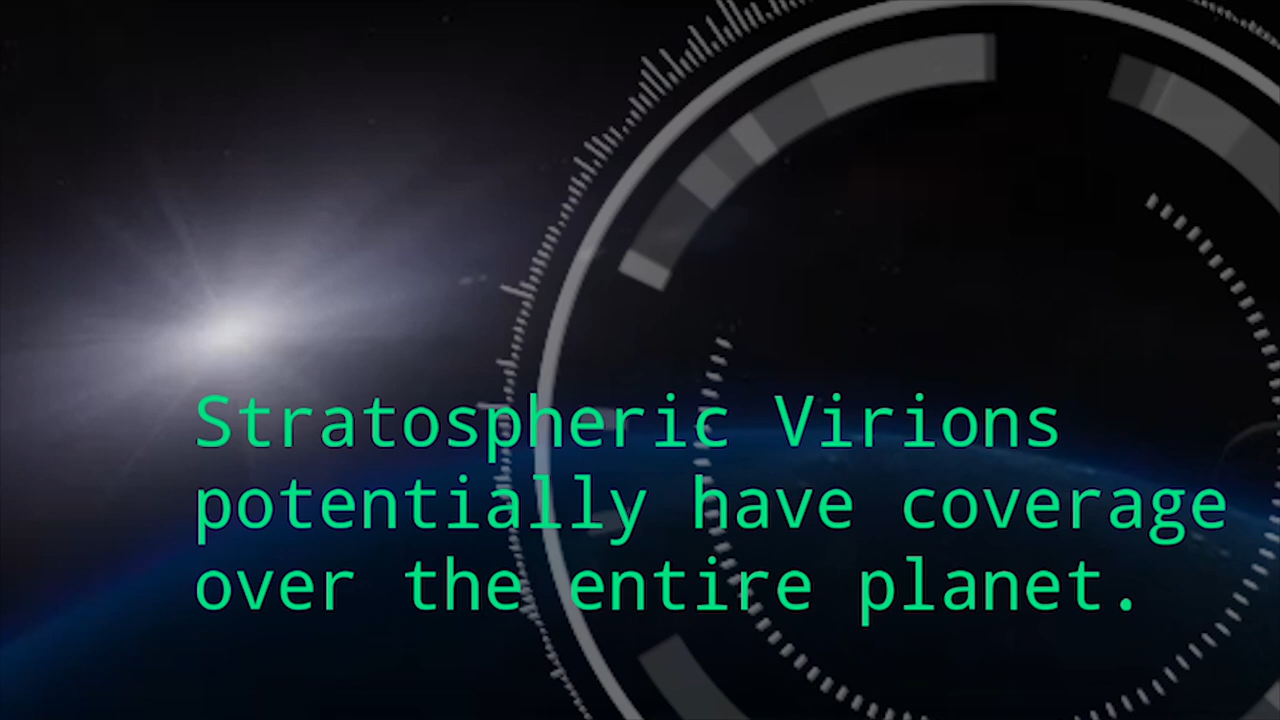 Stratospheric Virions
potentially have coverage
over the entire planet.